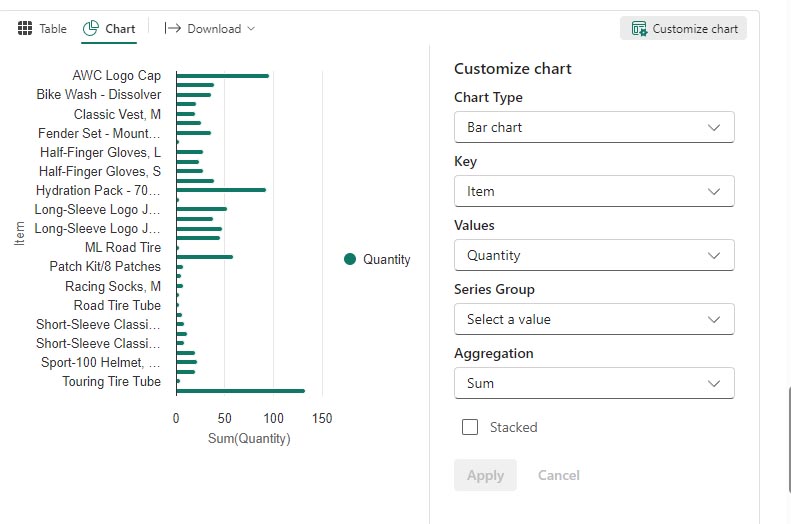 Table
Chart
Download
Customize chart
AWC Logo Cap
Bike Wash - Dissolver
Classic Vest, M
Fender Set - Mount...
Half-Finger Gloves, L
Half-Finger Gloves, S
Hydration Pack - 70...
Long-Sleeve Logo J...
Long-Sleeve Logo J...
ML Road Tire
Patch Kit/8 Patches
Racing Socks, M
Road Tire Tube
Short-Sleeve Classi...
Short-Sleeve Classi...
Sport-100 Helmet, ...
Touring Tire Tube
Item
0 50 100 150
Sum(Quantity)
Quantity
Customize chart
Chart Type
Bar chart
Key
Item
Values
Quantity
Series Group
Select a value
Aggregation
Sum
Stacked
Apply Cancel